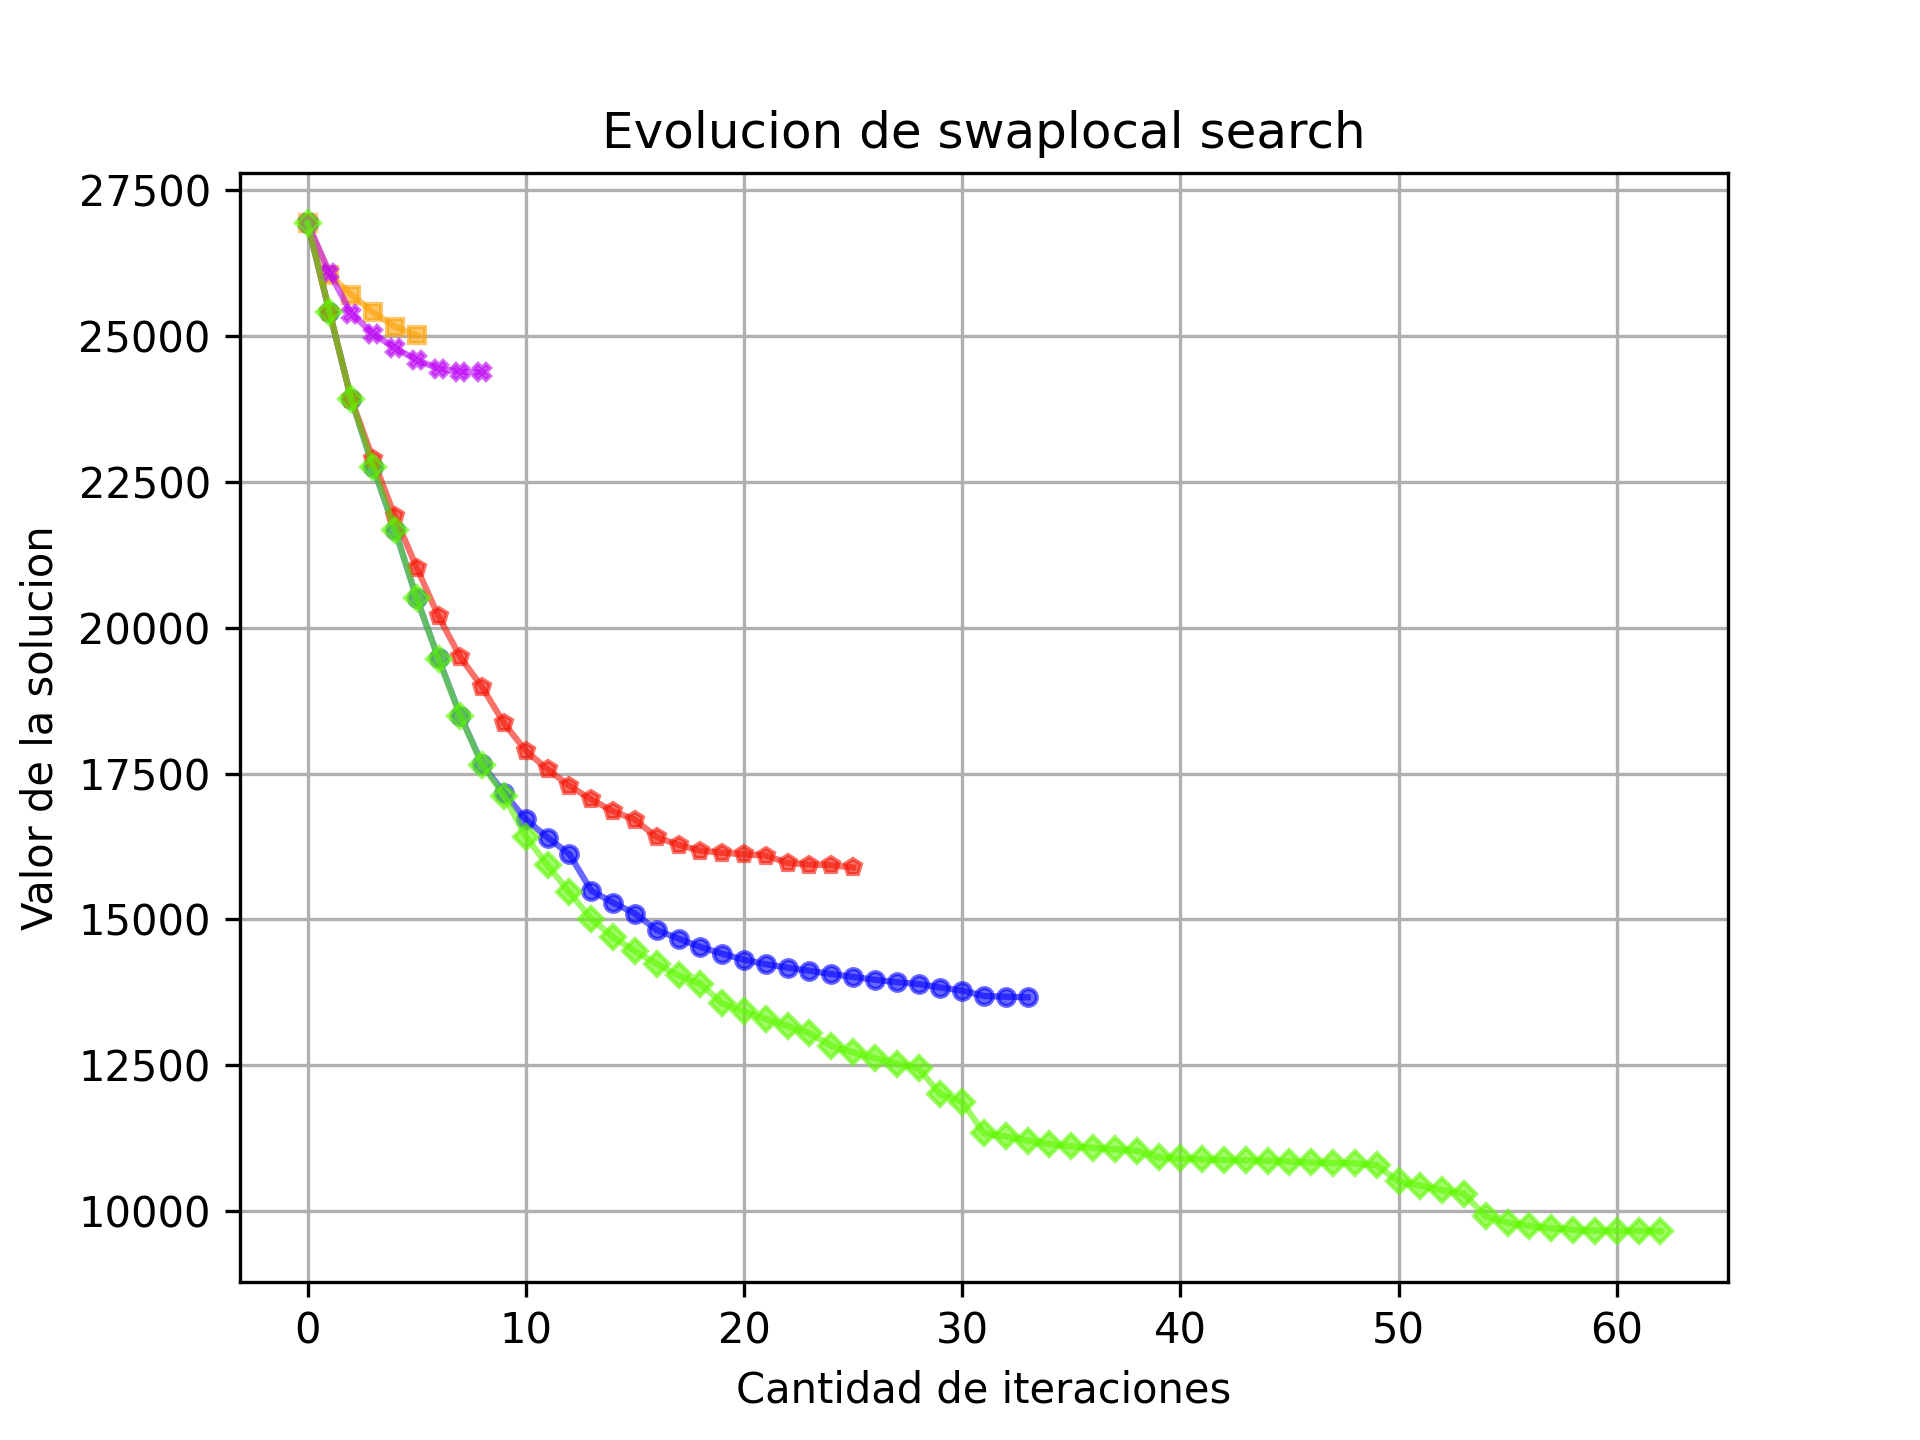 Evolucion de swaplocal search
27500
25000
22500
20000
17500
15000
12500
10000
Valor de la solucion
0 10 20 30 40 50 60
Cantidad de iteraciones